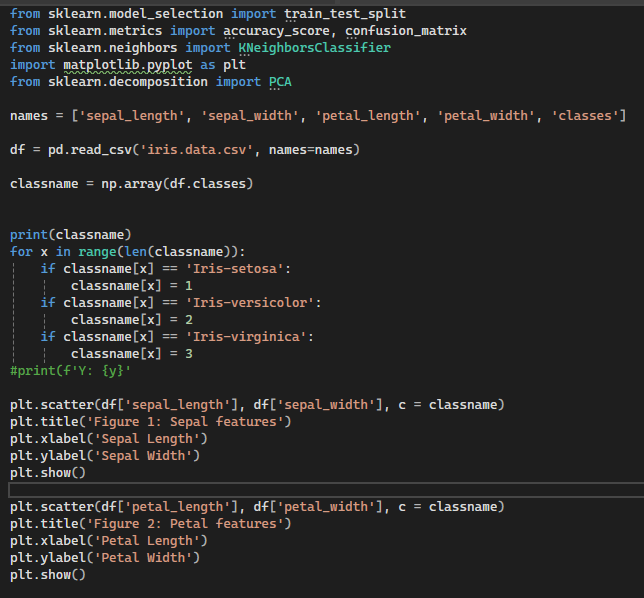 from sklearn.model_selection import train_test_split
from sklearn.metrics import accuracy_score, confusion_matrix
from sklearn.neighbors import KNeighborsClassifier
import matplotlib.pyplot as plt
from sklearn.decomposition import PCA
names = ['sepal_length', 'sepal_width', 'petal_length', 'petal_width', 'classes']
df = pd.read_csv('iris.data.csv', names=names)
classname = np.array(df.classes)
print(classname)
for x in range(len(classname)):
    if classname[x] == 'Iris-setosa':
        classname[x] = 1
    if classname[x] == 'Iris-versicolor':
        classname[x] = 2
    if classname[x] == 'Iris-virginica':
        classname[x] = 3
#print(f'Y: {y}'
plt.scatter(df['sepal_length'], df['sepal_width'], c = classname)
plt.title('Figure 1: Sepal features')
plt.xlabel('Sepal Length')
plt.ylabel('Sepal Width')
plt.show()
plt.scatter(df['petal_length'], df['petal_width'], c = classname)
plt.title('Figure 2: Petal features')
plt.xlabel('Petal Length')
plt.ylabel('Petal Width')
plt.show()